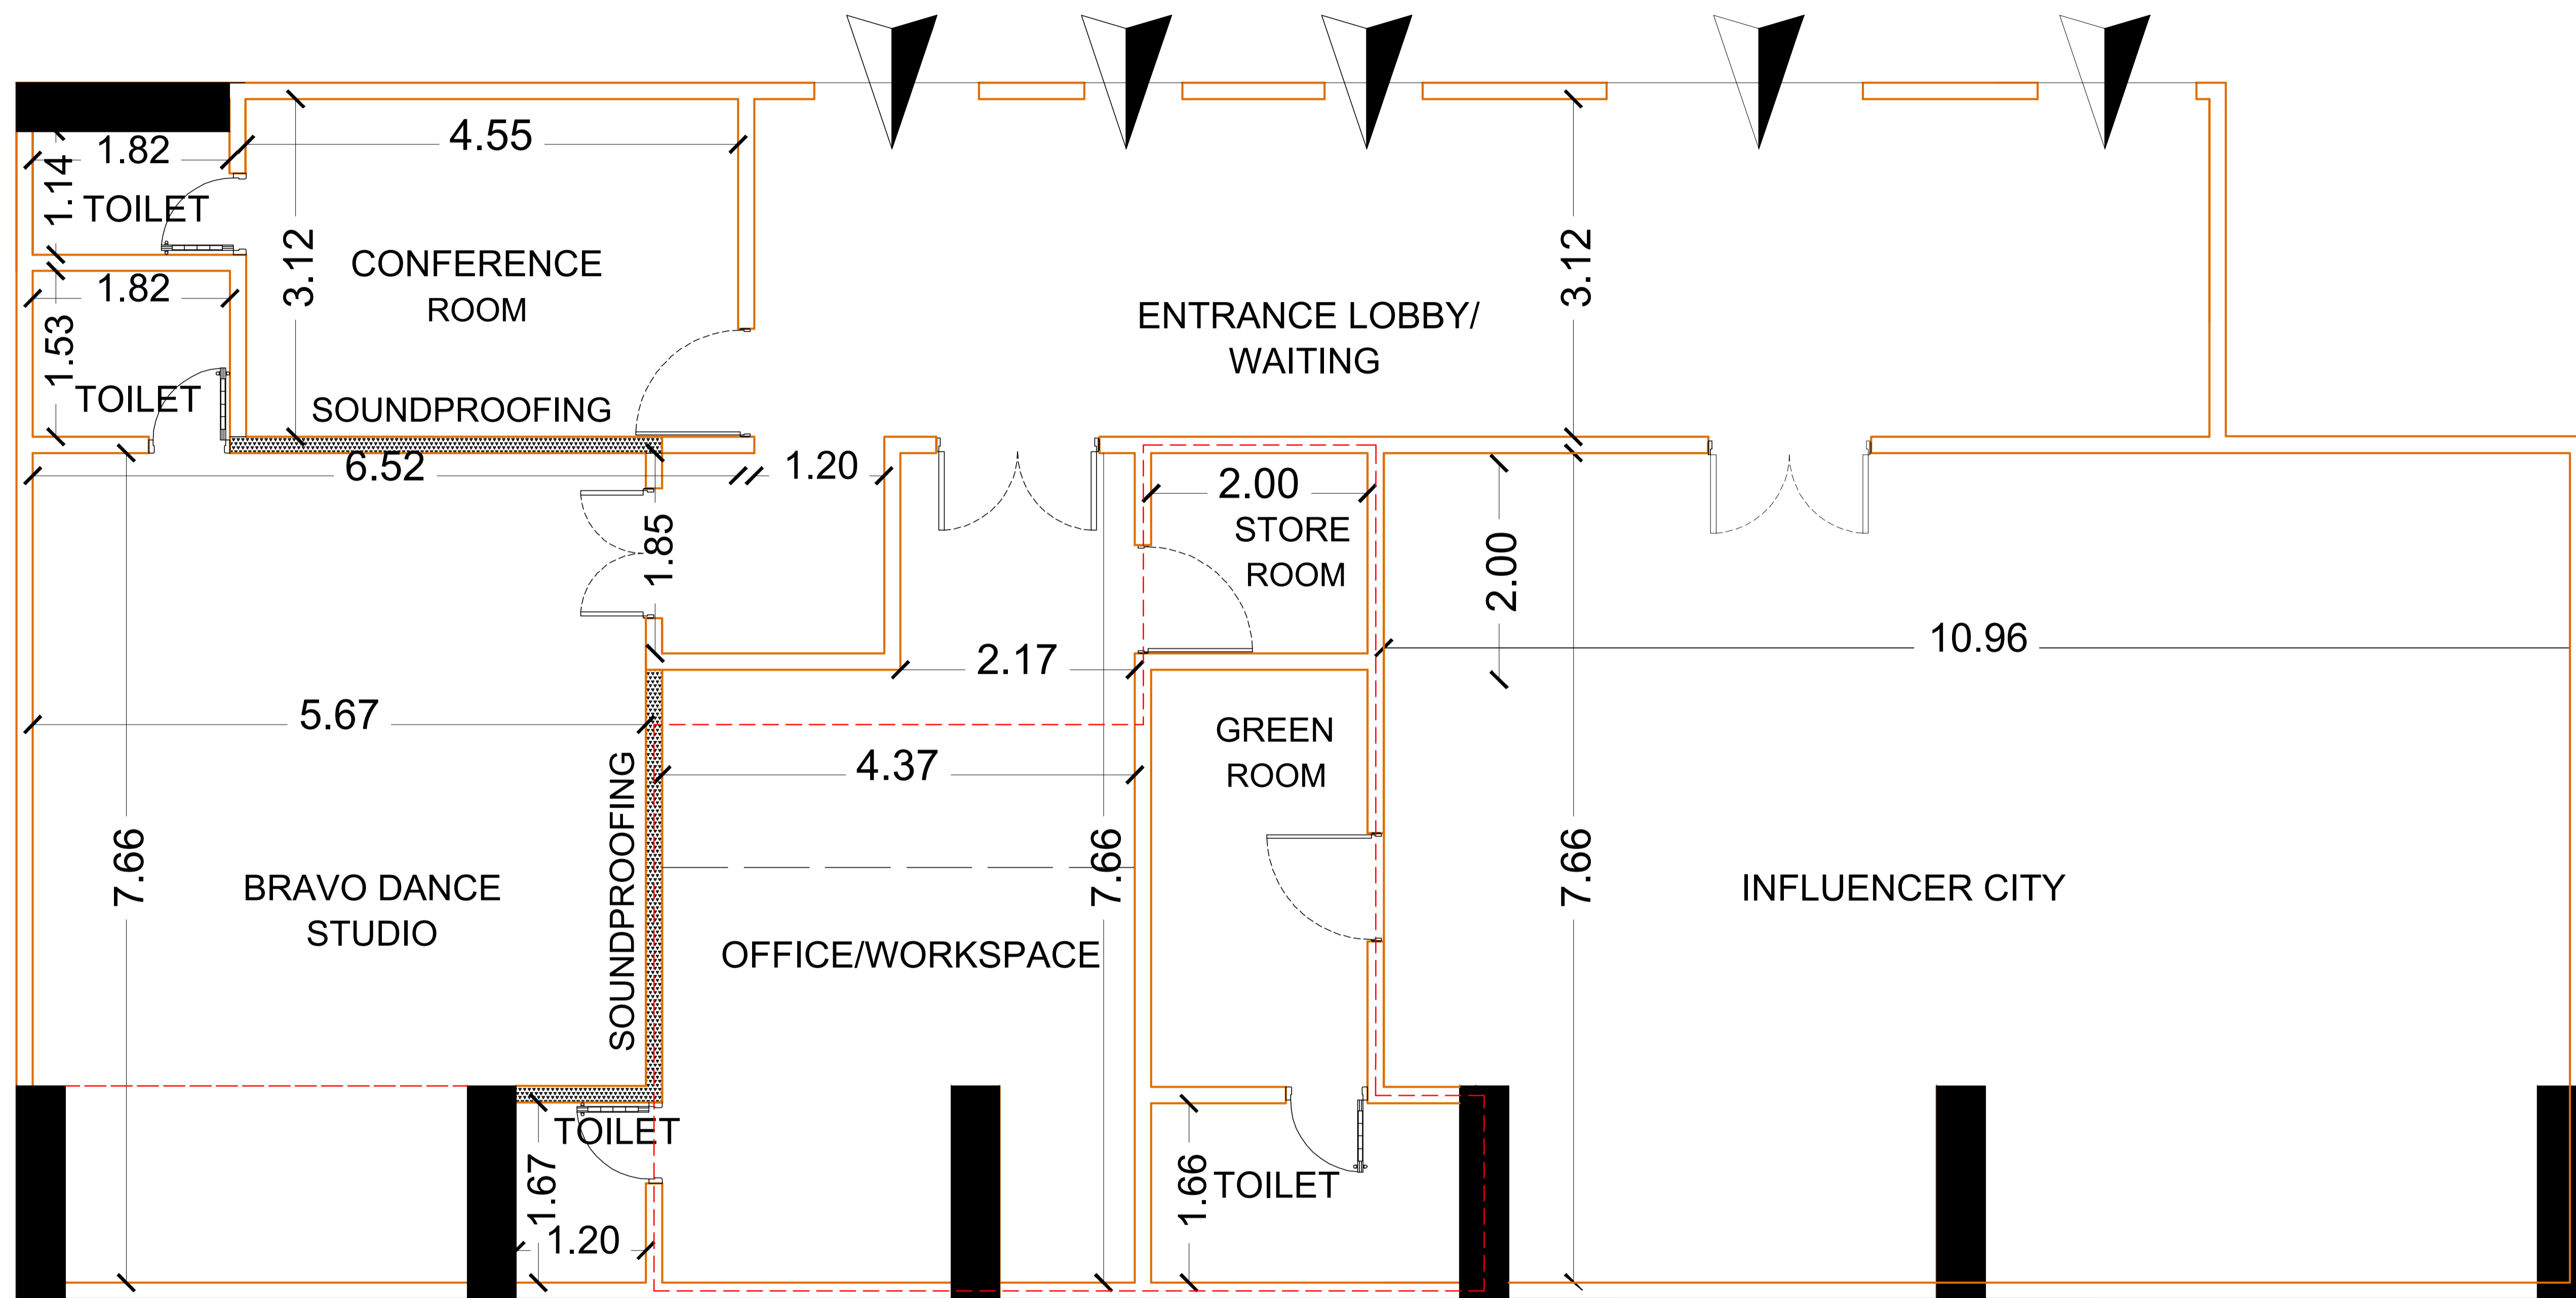 1.82
1.14
TOILET
4.55
3.12
CONFERENCE
ROOM
1.82
1.53
TOILET
SOUNDPROOFING
3.12
ENTRANCE LOBBY/
WAITING
6.52
1.20
1.85
2.00
STORE
ROOM
2.00
2.17
10.96
5.67
4.37
GREEN
ROOM
SOUNDPROOFING
7.66
BRAVO DANCE
STUDIO
OFFICE/WORKSPACE
7.66
7.66
INFLUENCER CITY
TOILET
1.67
1.20
1.66
TOILET